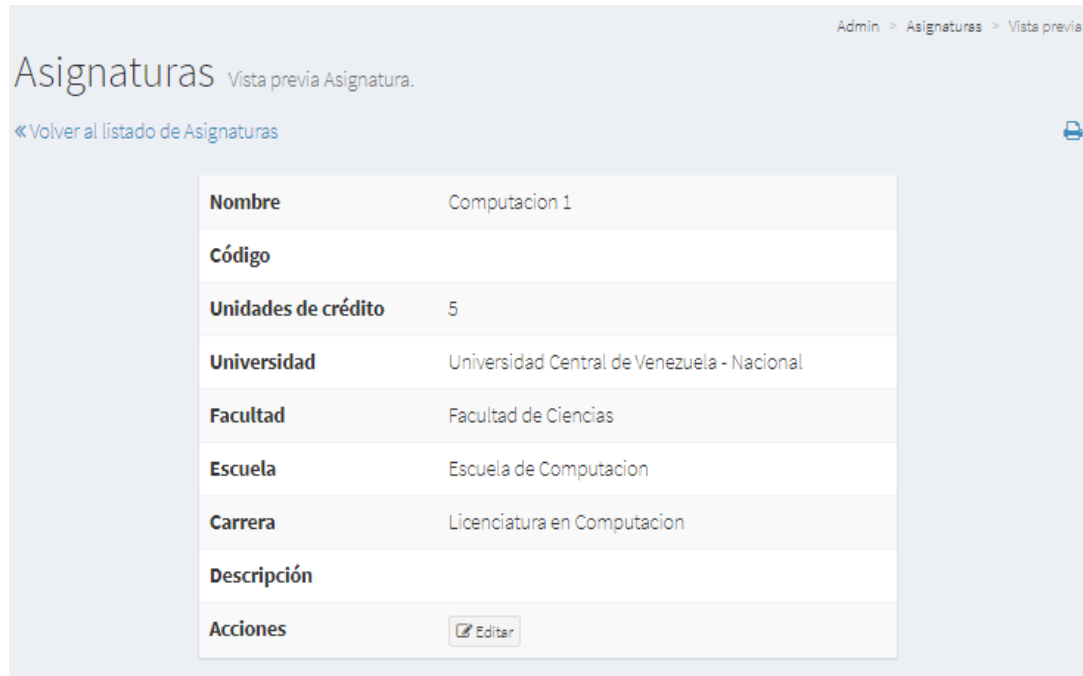 Admin > Asignaturas > Vista previa
Asignaturas Vista previa Asignatura.
« Volver al listado de Asignaturas
Nombre Computacion 1
Código
Unidades de crédito 5
Universidad Universidad Central de Venezuela - Nacional
Facultad Facultad de Ciencias
Escuela Escuela de Computacion
Carrera Licenciatura en Computacion
Descripción
Acciones Editar